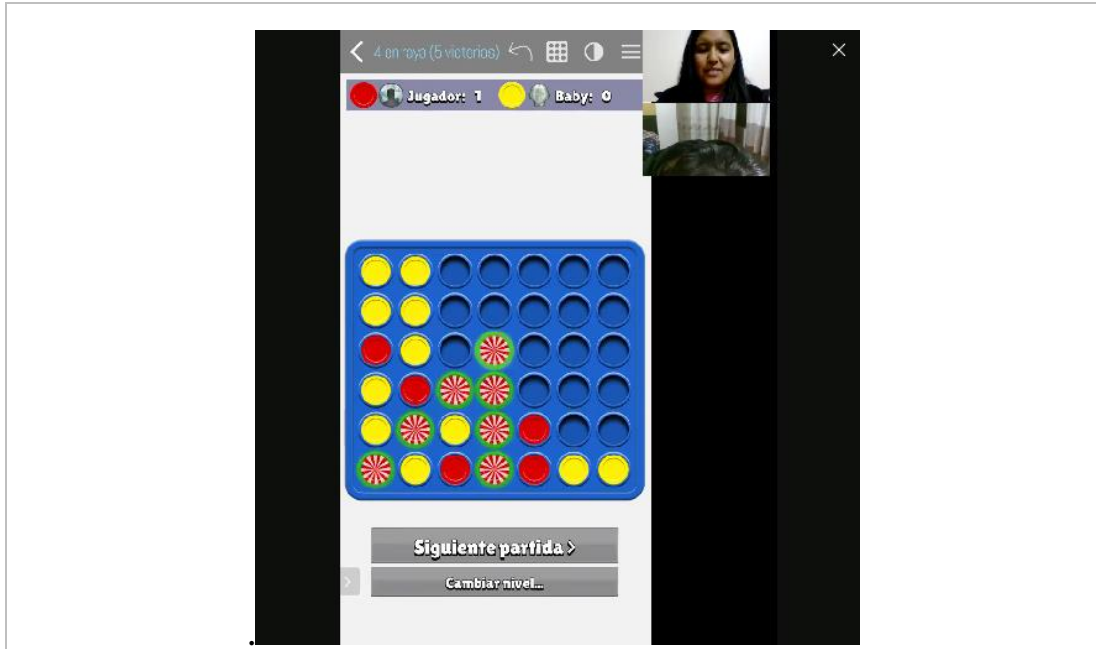 4 en raya (5 victorias)
Jugador: 1 Baby: 0
Siguiente partida >
Cambiar nivel...